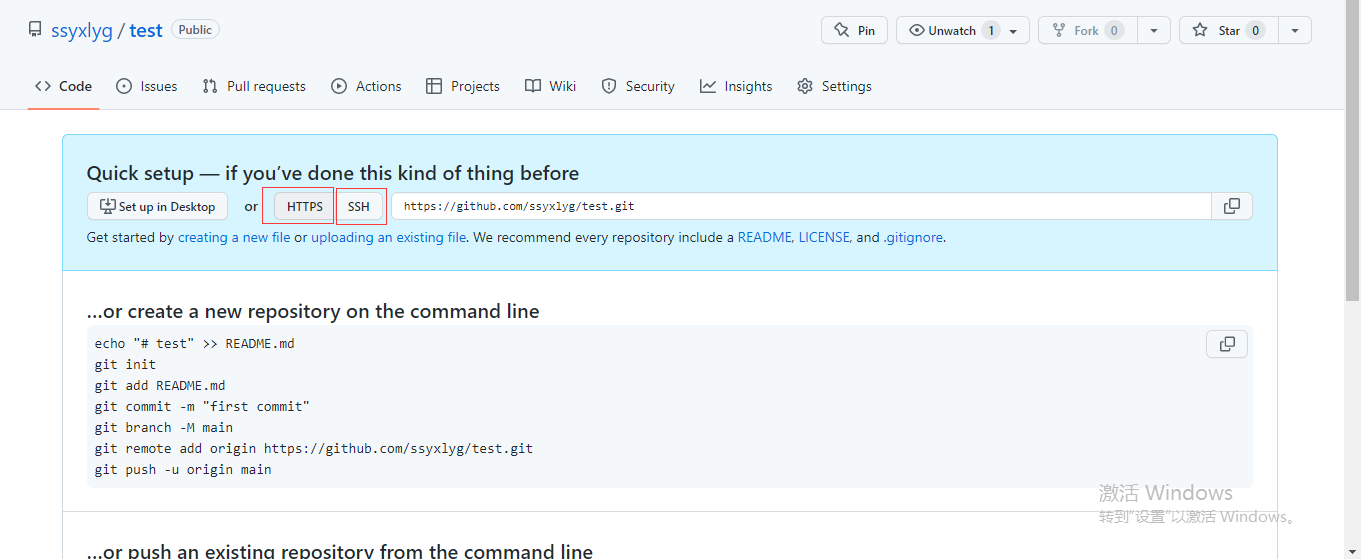 ssyxlyg / test Public Pin Unwatch 1 Fork 0 Star 0
Code Issues Pull requests Actions Projects Wiki Security Insights Settings
Quick setup — if you’ve done this kind of thing before
Set up in Desktop or HTTPS SSH https://github.com/ssyxlyg/test.git
Get started by creating a new file or uploading an existing file. We recommend every repository include a README, LICENSE, and .gitignore.
…or create a new repository on the command line
echo "# test" >> README.md
git init
git add README.md
git commit -m "first commit"
git branch -M main
git remote add origin https://github.com/ssyxlyg/test.git
git push -u origin main
激活 Windows
转到"设置"以激活 Windows。
…or push an existing repository from the command line